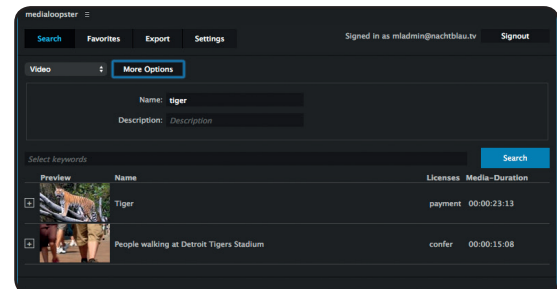 medialoopster
Search Favorites Export Settings Signed in as mladmin@nachtblau.tv Signout
Video More Options
Name: tiger
Description: Description
Select keywords Search
Preview Name Licenses Media-Duration
Tiger payment 00:00:23:13
People walking at Detroit Tigers Stadium confer 00:00:15:08